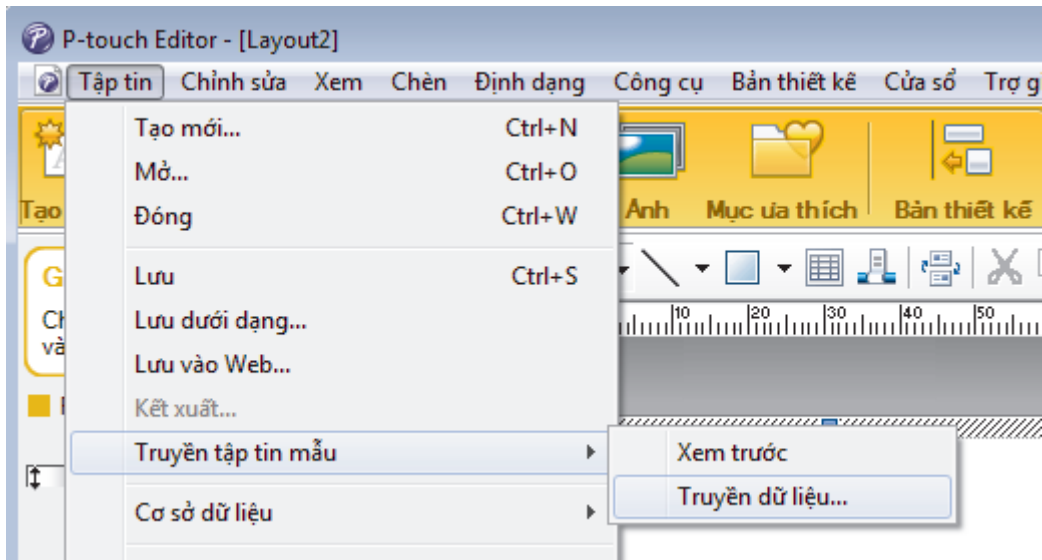 P-touch Editor - [Layout2]
Tập tin Chỉnh sửa Xem Chèn Định dạng Công cụ Bản thiết kế Cửa sổ Trợ g
Tạo mới... Ctrl+N
Mở... Ctrl+O
Đóng Ctrl+W
Tạo Ảnh Mục ưa thích Bản thiết kế
Lưu Ctrl+S
Lưu dưới dạng...
Lưu vào Web...
Kết xuất...
10 20 30 40 50
Truyền tập tin mẫu
Xem trước
Truyền dữ liệu...
Cơ sở dữ liệu